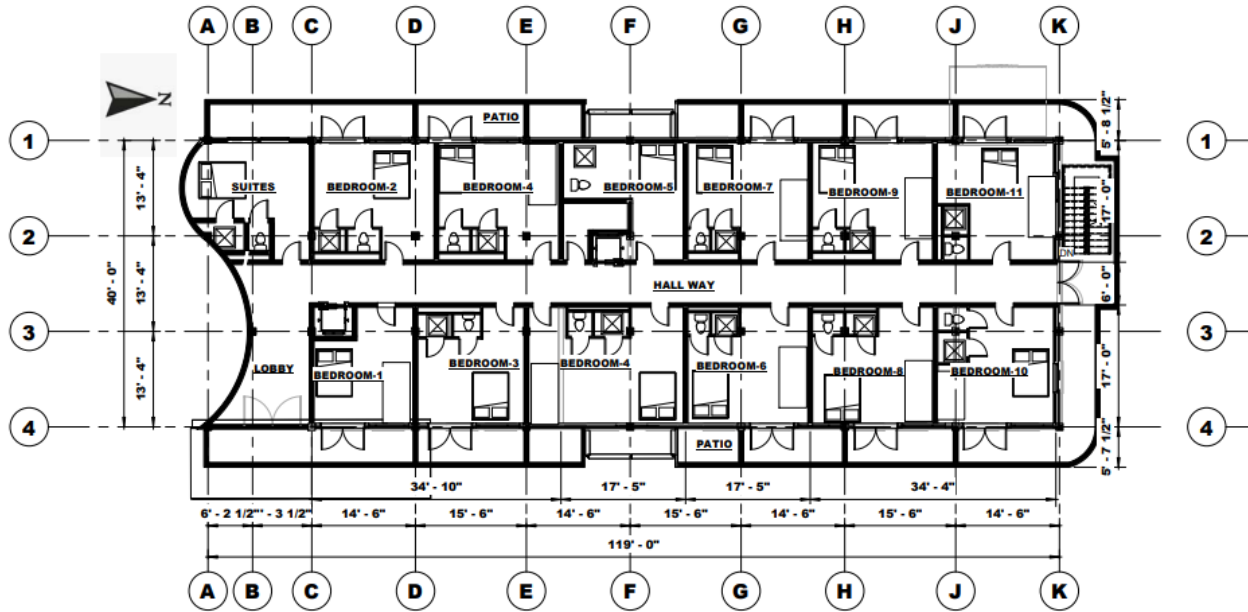 A B C D E F G H J K
N
PATIO
5' - 8 1/2"
1 1
SUITES BEDROOM-2 BEDROOM-4 BEDROOM-5 BEDROOM-7 BEDROOM-9 BEDROOM-11
13' - 4" 17' - 0"
2 2
DN
40' - 0" 13' - 4" HALL WAY 6' - 0"
3 3
LOBBY BEDROOM-1 BEDROOM-3 BEDROOM-4 BEDROOM-6 BEDROOM-8 BEDROOM-10
13' - 4" 17' - 0"
4 4
PATIO
5' - 7 1/2"
34' - 10" 17' - 5" 17' - 5" 34' - 4"
6' - 2 1/2" ' - 3 1/2" 14' - 6" 15' - 6" 14' - 6" 15' - 6" 14' - 6" 15' - 6" 14' - 6"
119' - 0"
A B C D E F G H J K